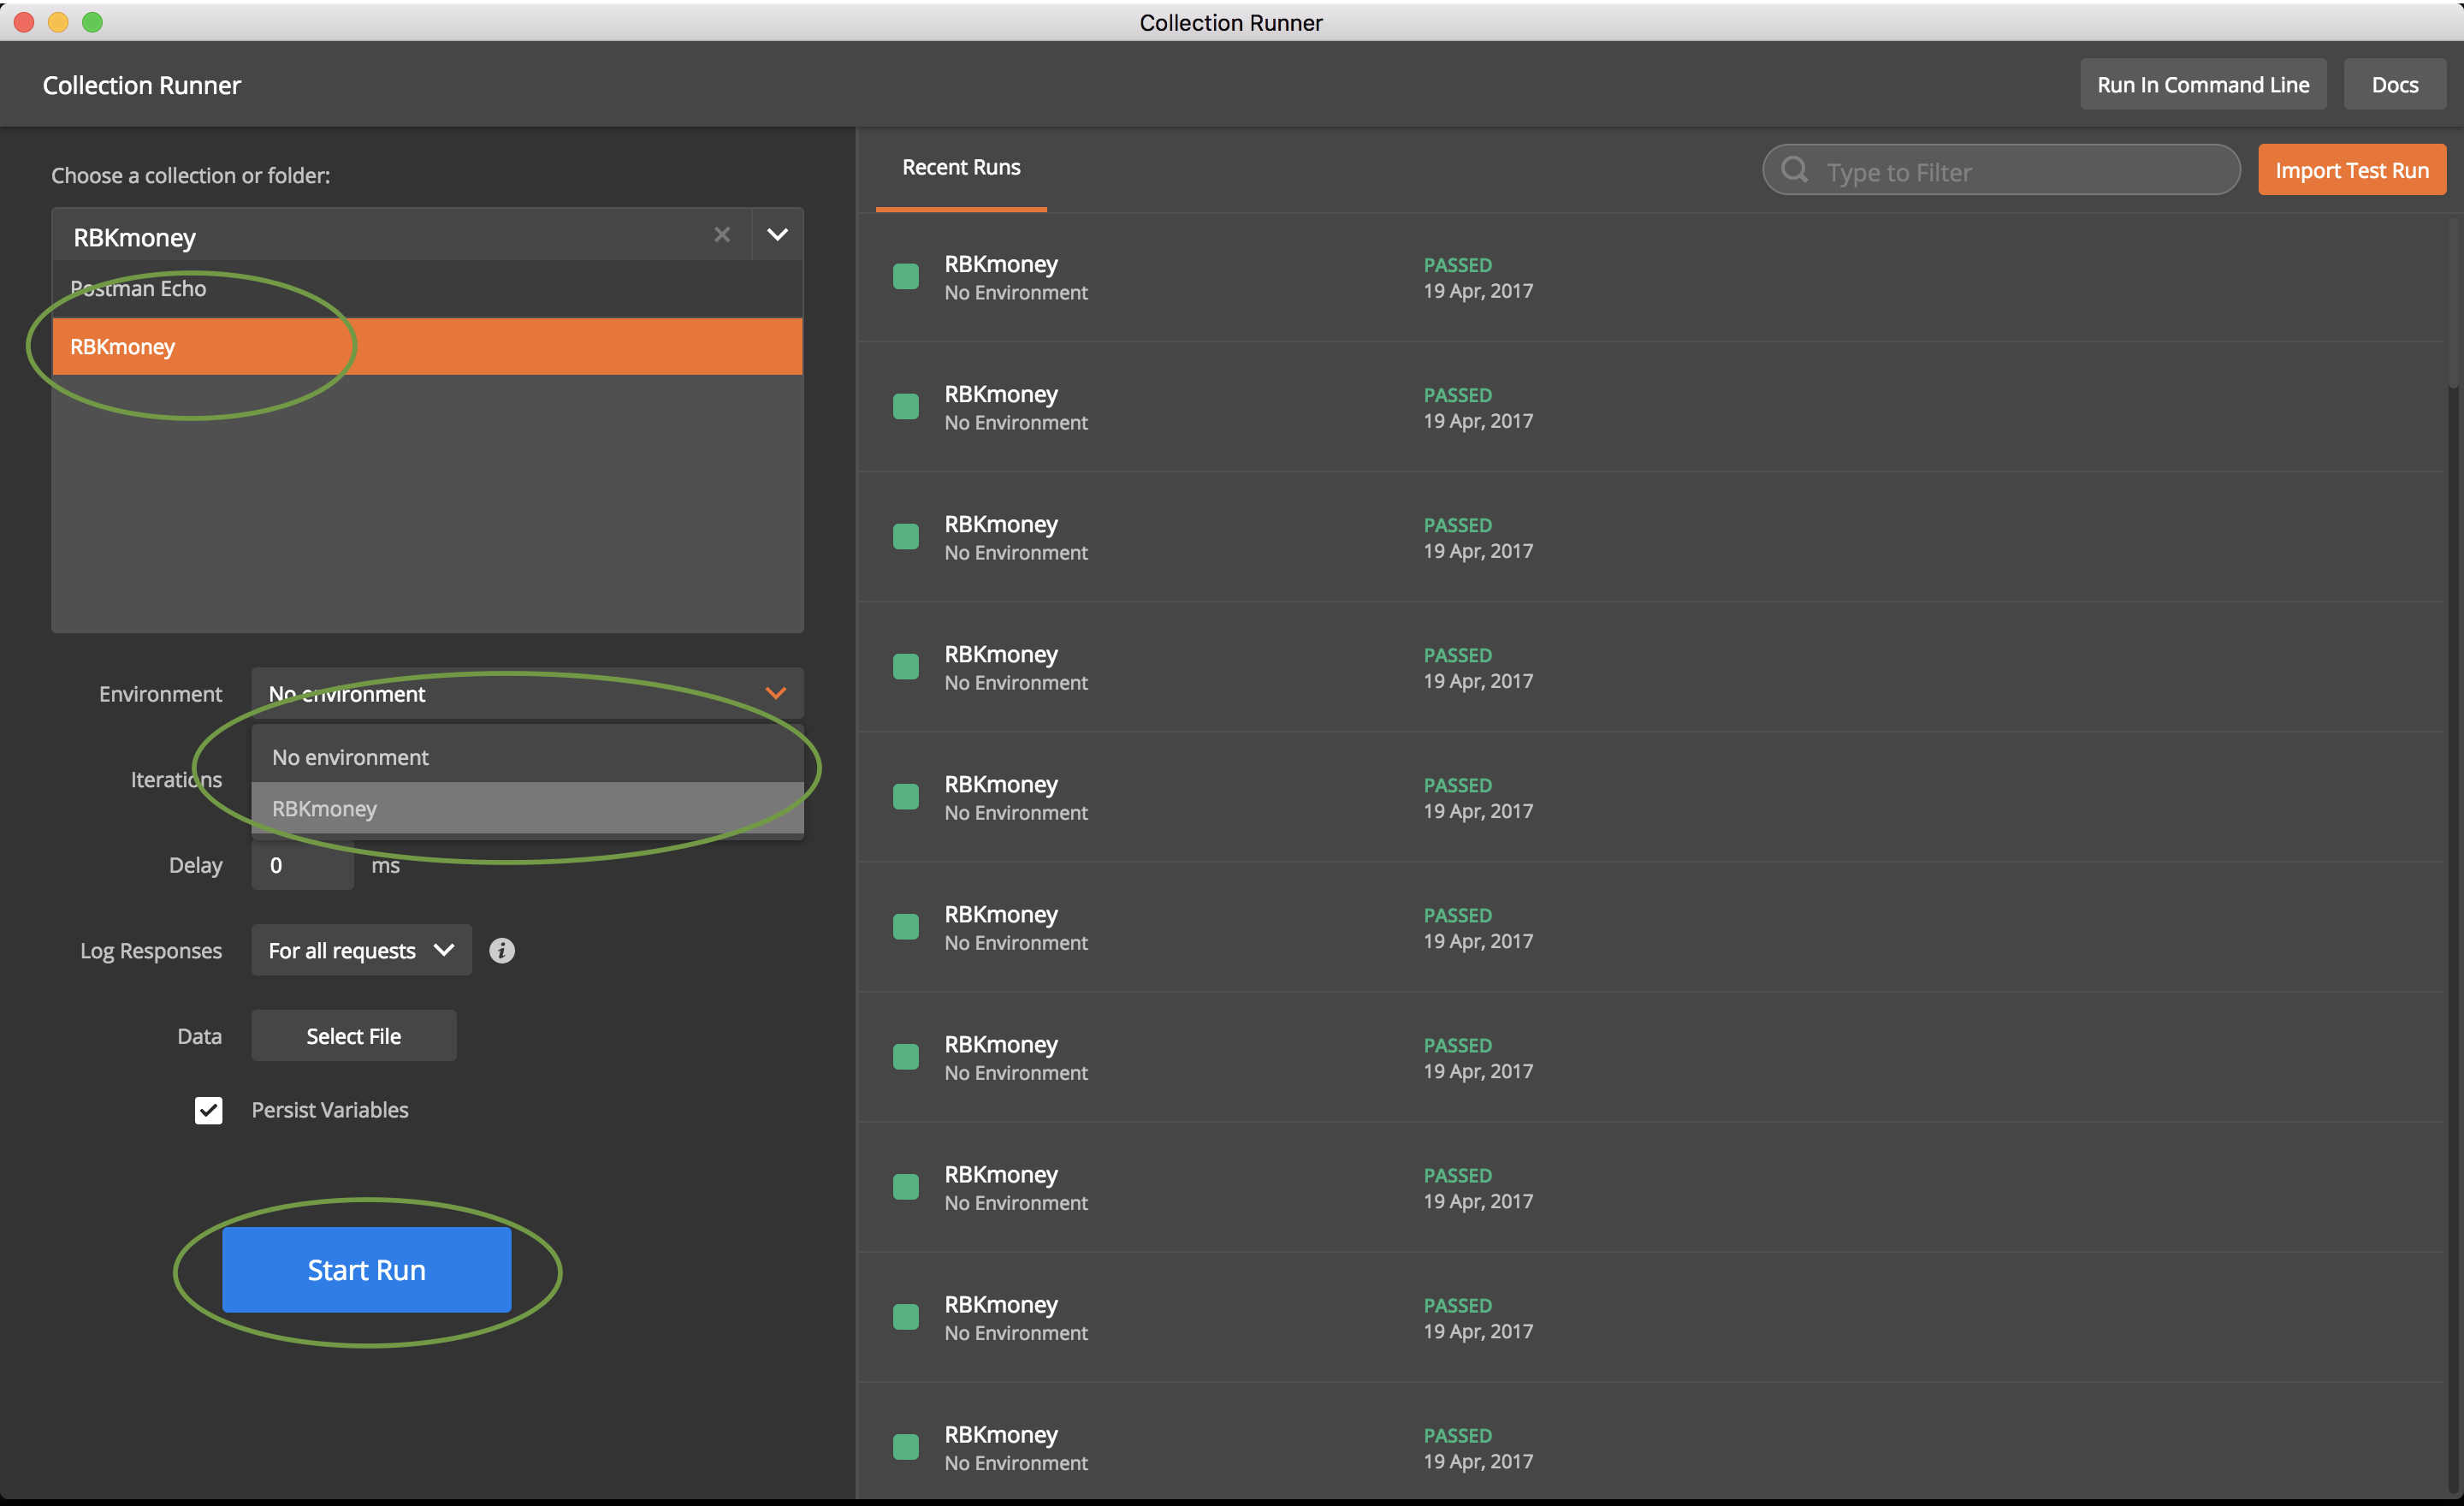 Collection Runner
Collection Runner
Run In Command Line
Docs
Choose a collection or folder:
RBKmoney
Postman Echo
RBKmoney
Environment
No environment
No environment
RBKmoney
Iterations
Delay
0
ms
Log Responses
For all requests
Data
Select File
Persist Variables
Start Run
Recent Runs
Type to Filter
Import Test Run
RBKmoney
PASSED
No Environment
19 Apr, 2017
RBKmoney
PASSED
No Environment
19 Apr, 2017
RBKmoney
PASSED
No Environment
19 Apr, 2017
RBKmoney
PASSED
No Environment
19 Apr, 2017
RBKmoney
PASSED
No Environment
19 Apr, 2017
RBKmoney
PASSED
No Environment
19 Apr, 2017
RBKmoney
PASSED
No Environment
19 Apr, 2017
RBKmoney
PASSED
No Environment
19 Apr, 2017
RBKmoney
PASSED
No Environment
19 Apr, 2017
RBKmoney
PASSED
No Environment
19 Apr, 2017